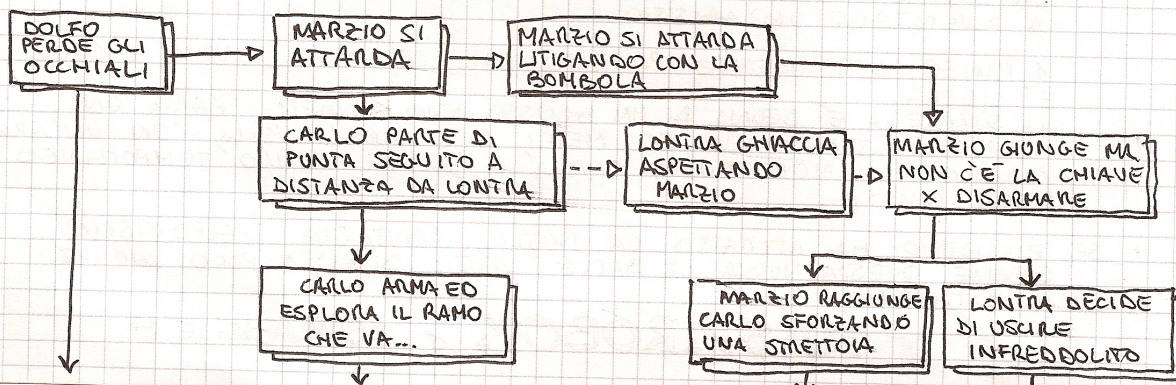 DOLFO
PERDE GLI
OCCHIALI
MARZIO SI
ATTARDA
MARZIO SI ATTARDA
LITIGANDO CON LA
BOMBOLA
CARLO PARTE DI
PUNTA SEGUITO A
DISTANZA DA LONTRA
LONTRA GHIACCIA
ASPETTANDO
MARZIO
MARZIO GIUNGE MA
NON C'È LA CHIAVE
X DISARMARE
CARLO ARMA ED
ESPLORA IL RAMO
CHE VA...
MARZIO RAGGIUNGE
CARLO SFORZANDO
UNA STRETTOIA
LONTRA DECIDE
DI USCIRE
INFREDDOLITO